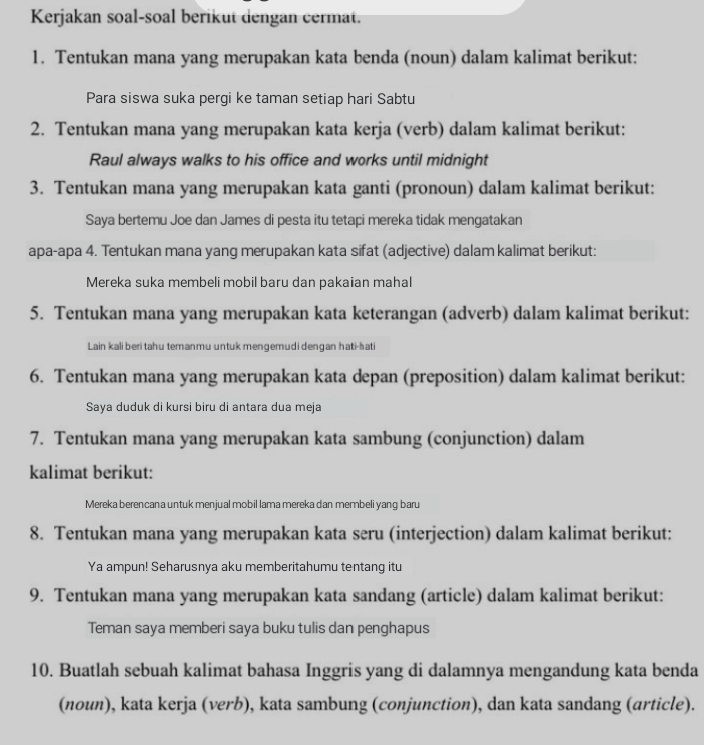 Kerjakan soal-soal berikut dengan cermat.
1. Tentukan mana yang merupakan kata benda (noun) dalam kalimat berikut:
Para siswa suka pergi ke taman setiap hari Sabtu
2. Tentukan mana yang merupakan kata kerja (verb) dalam kalimat berikut:
Raul always walks to his office and works until midnight
3. Tentukan mana yang merupakan kata ganti (pronoun) dalam kalimat berikut:
Saya bertemu Joe dan James di pesta itu tetapi mereka tidak mengatakan
apa-apa 4. Tentukan mana yang merupakan kata sifat (adjective) dalam kalimat berikut:
Mereka suka membeli mobil baru dan pakaian mahal
5. Tentukan mana yang merupakan kata keterangan (adverb) dalam kalimat berikut:
Lain kali beri tahu temanmu untuk mengemudi dengan hati-hati
6. Tentukan mana yang merupakan kata depan (preposition) dalam kalimat berikut:
Saya duduk di kursi biru di antara dua meja
7. Tentukan mana yang merupakan kata sambung (conjunction) dalam
kalimat berikut:
Mereka berencana untuk menjual mobil lama mereka dan membeli yang baru
8. Tentukan mana yang merupakan kata seru (interjection) dalam kalimat berikut:
Ya ampun! Seharusnya aku memberitahumu tentang itu
9. Tentukan mana yang merupakan kata sandang (article) dalam kalimat berikut:
Teman saya memberi saya buku tulis dan penghapus
10. Buatlah sebuah kalimat bahasa Inggris yang di dalamnya mengandung kata benda
(noun), kata kerja (verb), kata sambung (conjunction), dan kata sandang (article).